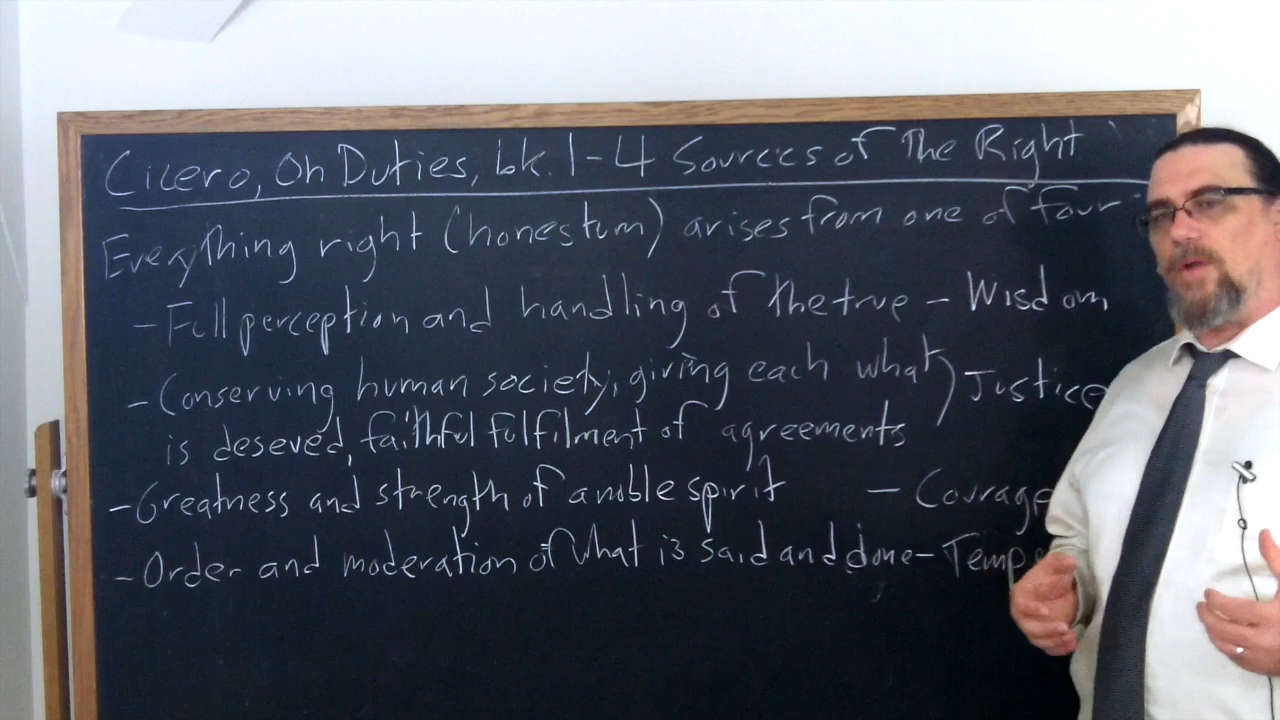 Cicero, On Duties, bk. 1 - 4 Sources of The Right
Everything right (honestum) arises from one of four
- Full perception and handling of the true - Wisdom
- Conserving human society, giving each what ) Justice
is deseved, faithful fulfilment of agreements
- Greatness and strength of a noble spirit - Courage
- Order and moderation of what is said and done - Temp